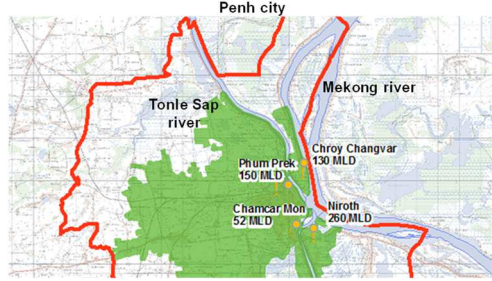 Penh city
Tonle Sap
river
Mekong river
Chroy Changvar
130 MLD
Phum Prek
150 MLD
Chamcar Mon
52 MLD
Niroth
260 MLD